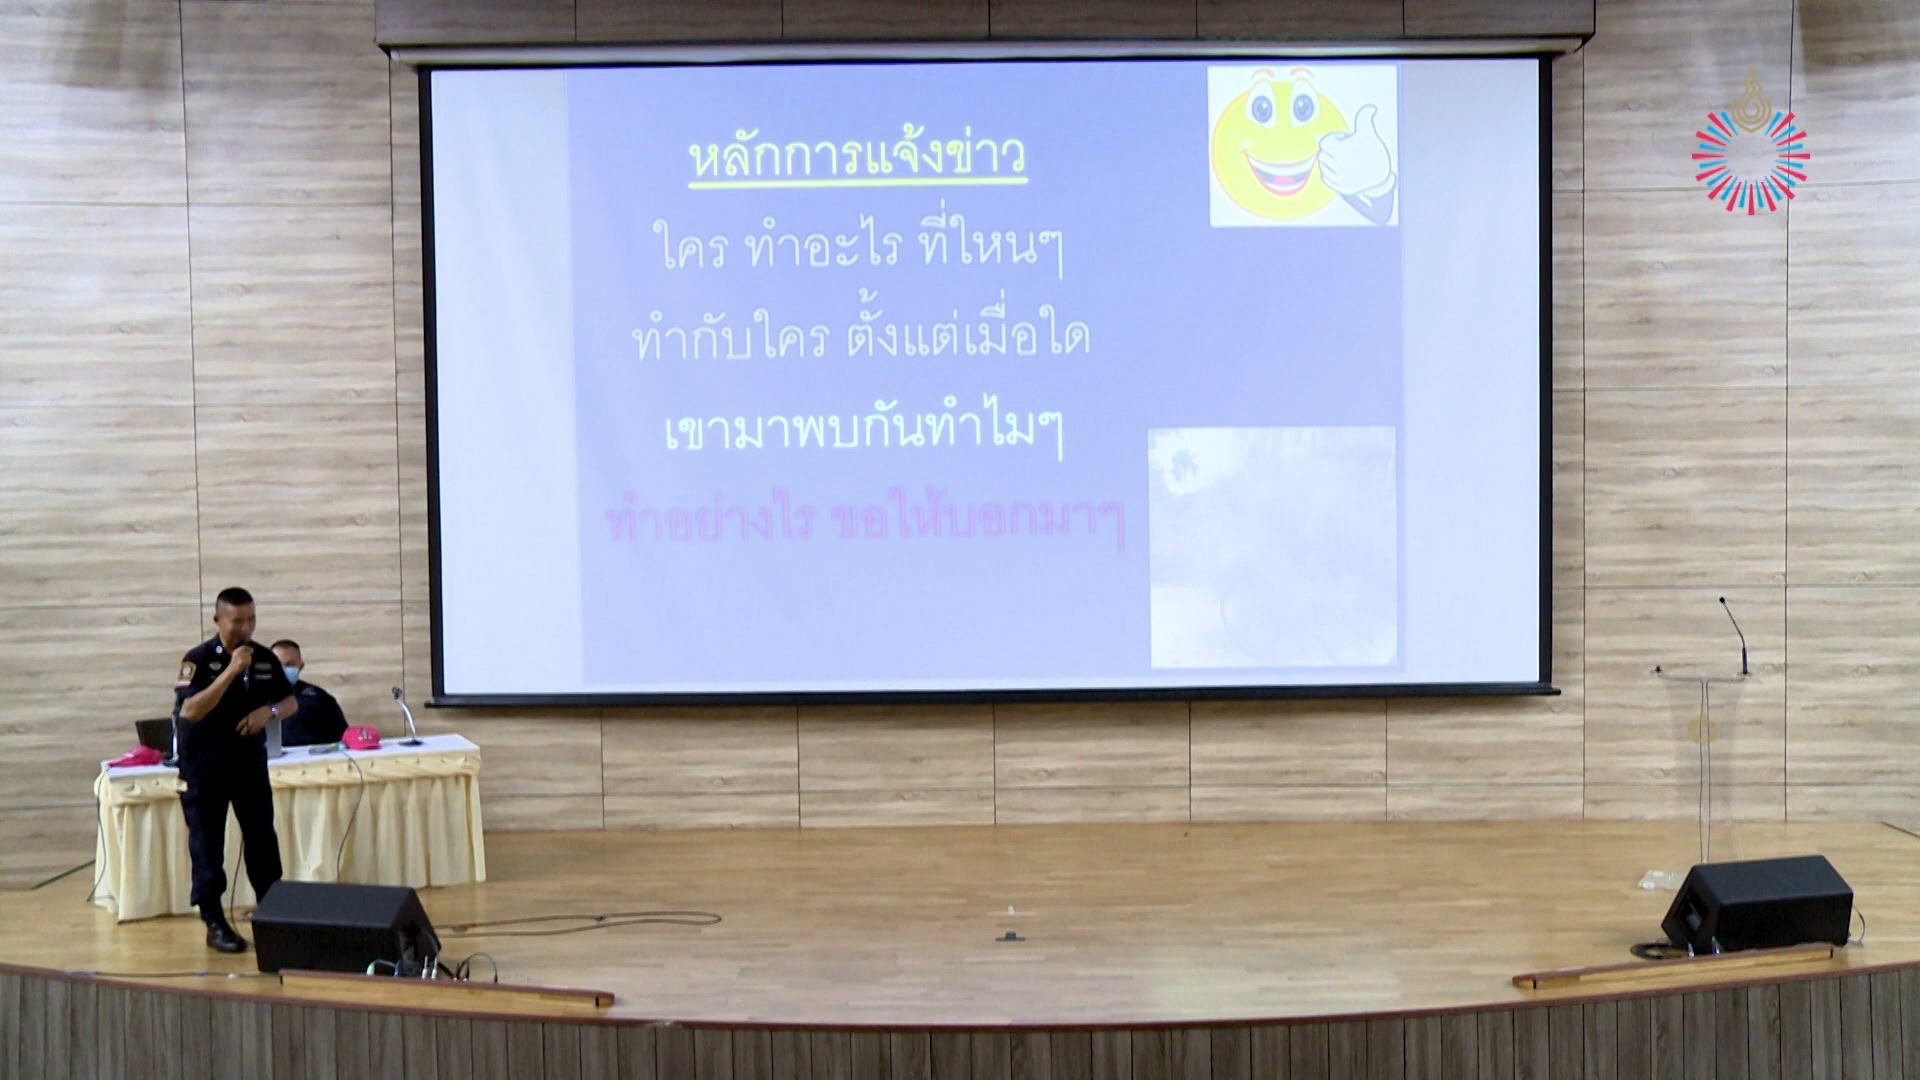 หลักการแจ้งข่าว
ใคร ทำอะไร ที่ใหนๆ
ทำกับใคร ตั้งแต่เมื่อใด
เขามาพบกันทำไมๆ
ทำอย่างไร ขอให้บอกมาๆ